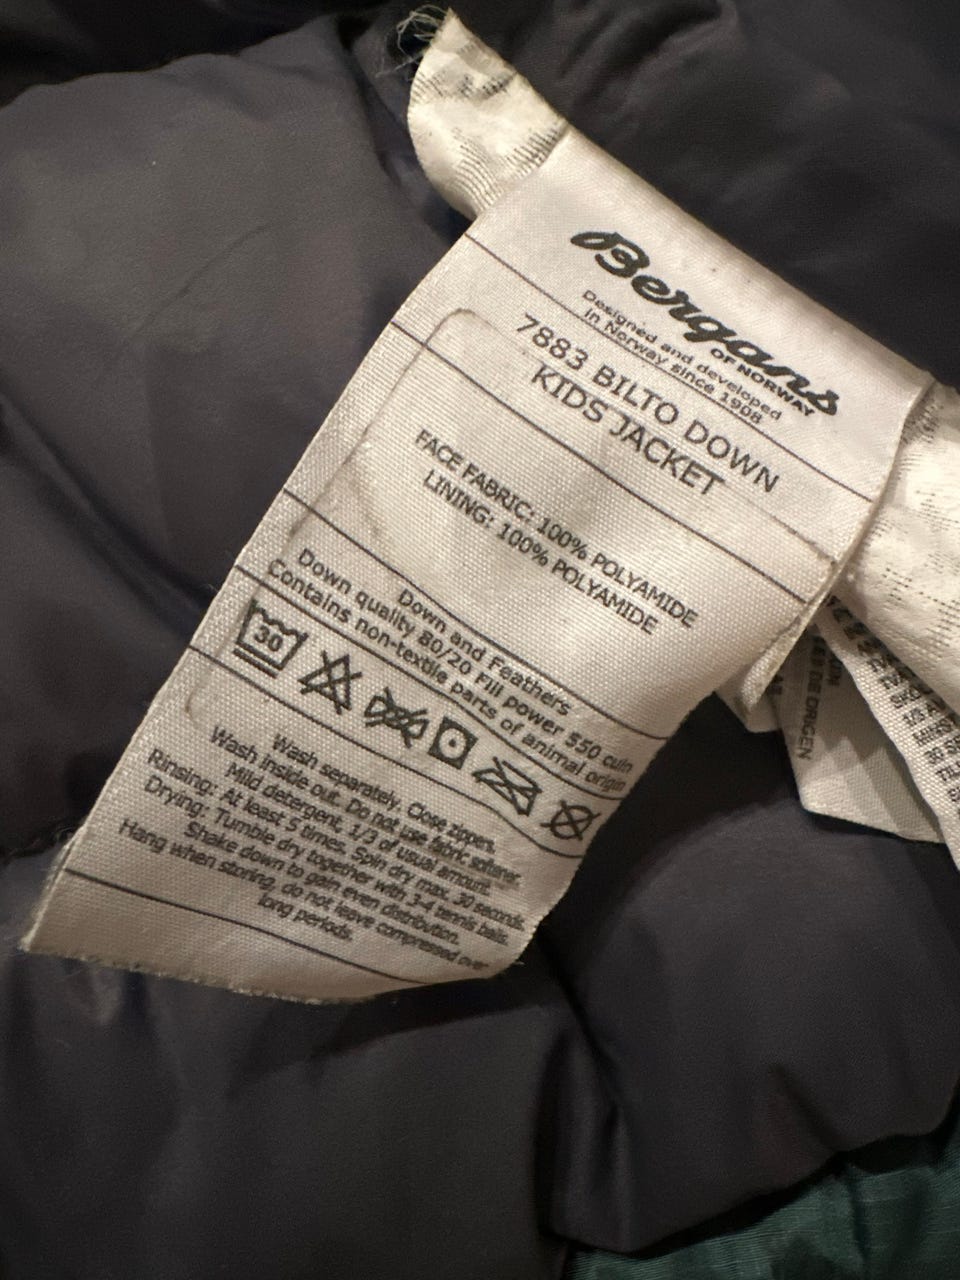 Bergans
OF NORWAY
Designed and developed
in Norway since 1908
7883 BILTO DOWN
KIDS JACKET
FACE FABRIC: 100% POLYAMIDE
LINING: 100% POLYAMIDE
Down and Feathers
Down quality 80/20 Fill power 550 cuin
Contains non-textile parts of animal origin
30
Wash separately. Close zippers.
Wash inside out. Do not use fabric softener.
Mild detergent, 1/3 of usual amount.
Rinsing: At least 5 times. Spin dry max. 30 seconds.
Drying: Tumble dry together with 3-4 tennis balls.
Shake down to gain even distribution.
Hang when storing, do not leave compressed over
long periods.